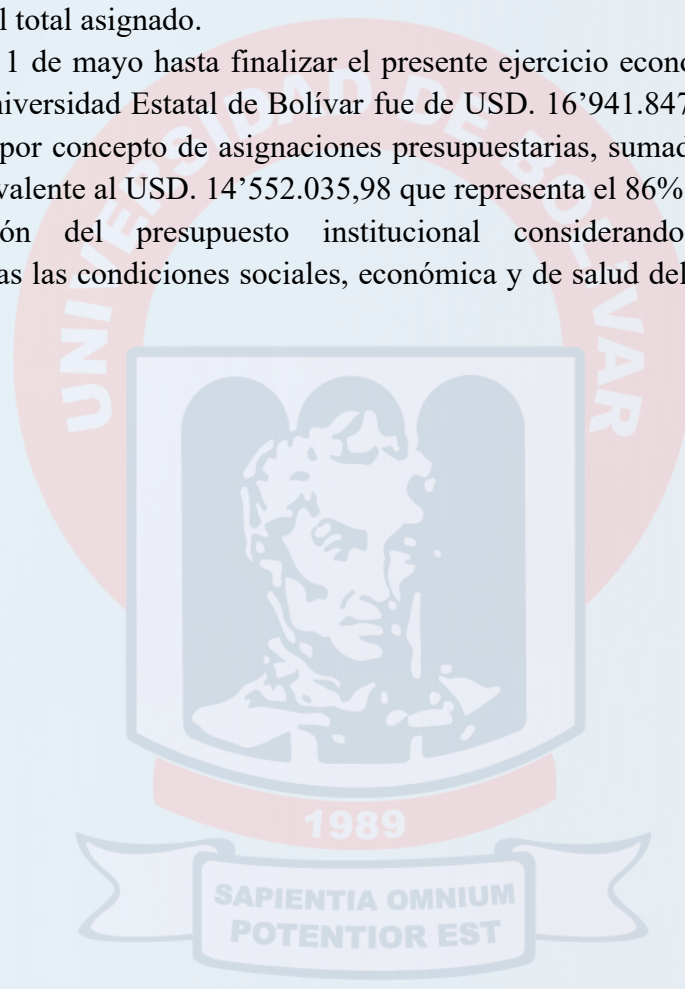 l total asignado.
1 de mayo hasta finalizar el presente ejercicio econ
iversidad Estatal de Bolívar fue de USD. 16’941.847
por concepto de asignaciones presupuestarias, sumad
valente al USD. 14’552.035,98 que representa el 86%
ón del presupuesto institucional considerando
as las condiciones sociales, económica y de salud del
UNIVERSIDAD DE BOLIVAR
1989
SAPIENTIA OMNIUM
POTENTIOR EST